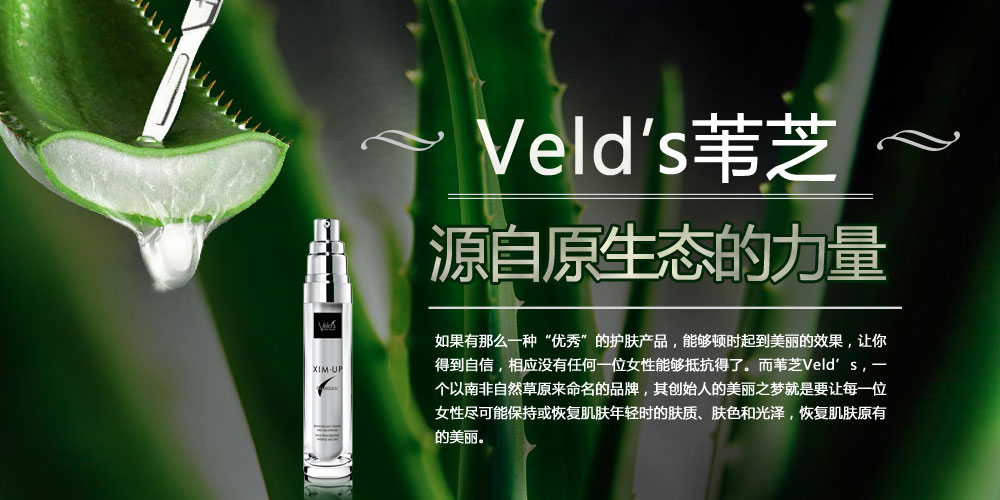 Veld's苇芝
源自原生态的力量
如果有那么一种“优秀”的护肤产品，能够顿时起到美丽的效果，让你
得到自信，相应没有任何一位女性能够抵抗得了。而苇芝Veld’s，一
个以南非自然草原来命名的品牌，其创始人的美丽之梦就是要让每一位
女性尽可能保持或恢复肌肤年轻时的肤质、肤色和光泽，恢复肌肤原有
的美丽。
Veld's
XIM·UP